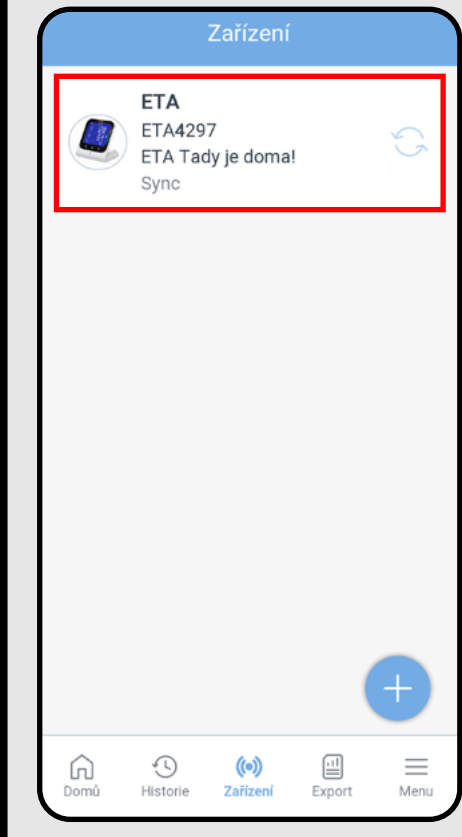 Zařízení
ETA
ETA4297
ETA Tady je doma!
Sync
Domů
Historie
Zařízení
Export
Menu